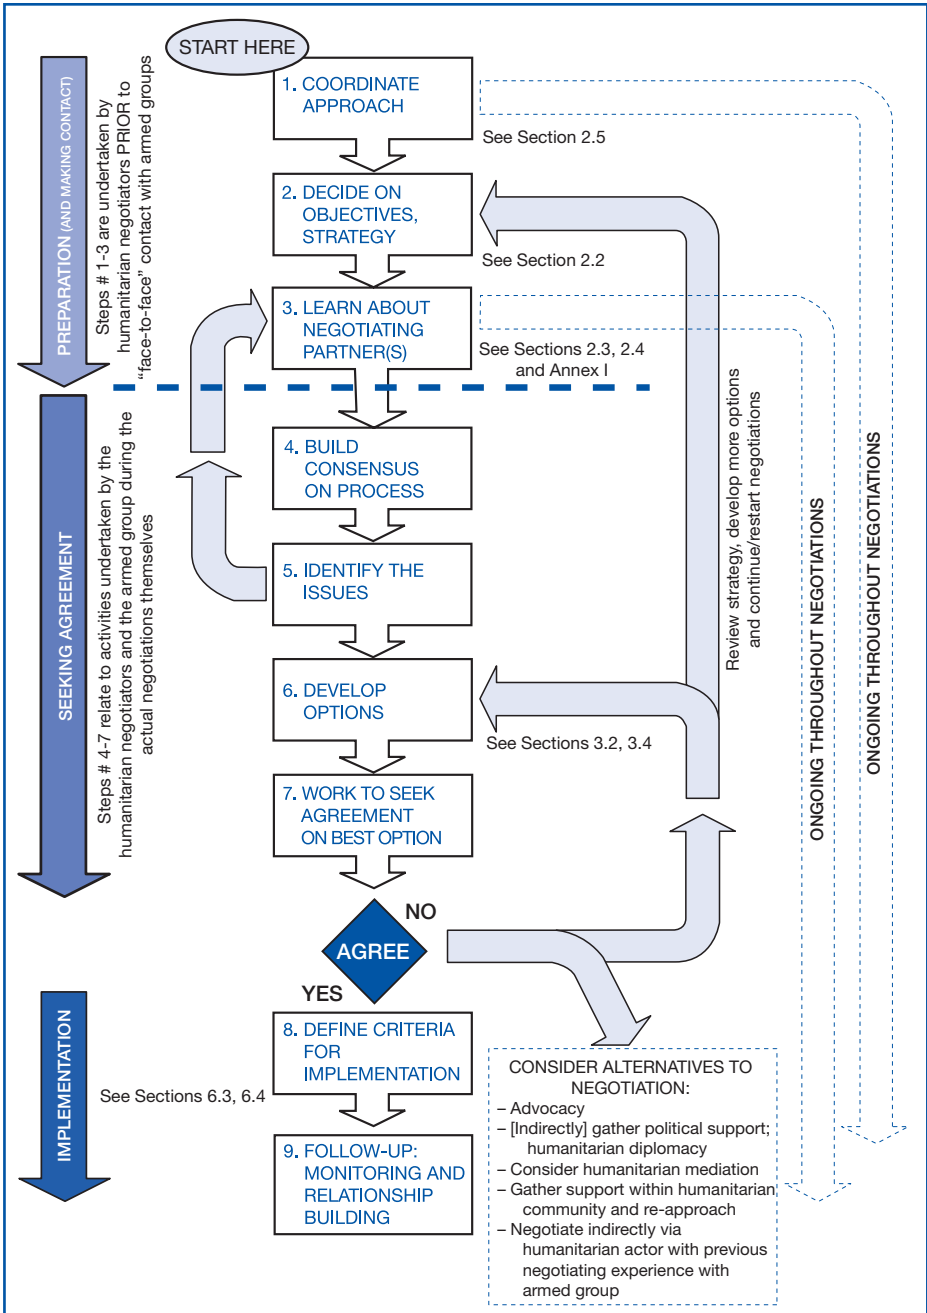 START HERE
1. COORDINATE
APPROACH
See Section 2.5
2. DECIDE ON
OBJECTIVES,
STRATEGY
See Section 2.2
3. LEARN ABOUT
NEGOTIATING
PARTNER(S)
See Sections 2.3, 2.4
and Annex I
PREPARATION (AND MAKING CONTACT)
Steps # 1-3 are undertaken by
humanitarian negotiators PRIOR to
“face-to-face” contact with armed groups
4. BUILD
CONSENSUS
ON PROCESS
5. IDENTIFY THE
ISSUES
6. DEVELOP
OPTIONS
See Sections 3.2, 3.4
7. WORK TO SEEK
AGREEMENT
ON BEST OPTION
SEEKING AGREEMENT
Steps # 4-7 relate to activities undertaken by the
humanitarian negotiators and the armed group during the
actual negotiations themselves
Review strategy, develop more options
and continue/restart negotiations
ONGOING THROUGHOUT NEGOTIATIONS
ONGOING THROUGHOUT NEGOTIATIONS
NO
AGREE
YES
IMPLEMENTATION
8. DEFINE CRITERIA
FOR
IMPLEMENTATION
See Sections 6.3, 6.4
9. FOLLOW-UP:
MONITORING AND
RELATIONSHIP
BUILDING
CONSIDER ALTERNATIVES TO
NEGOTIATION:
– Advocacy
– [Indirectly] gather political support;
humanitarian diplomacy
– Consider humanitarian mediation
– Gather support within humanitarian
community and re-approach
– Negotiate indirectly via
humanitarian actor with previous
negotiating experience with
armed group